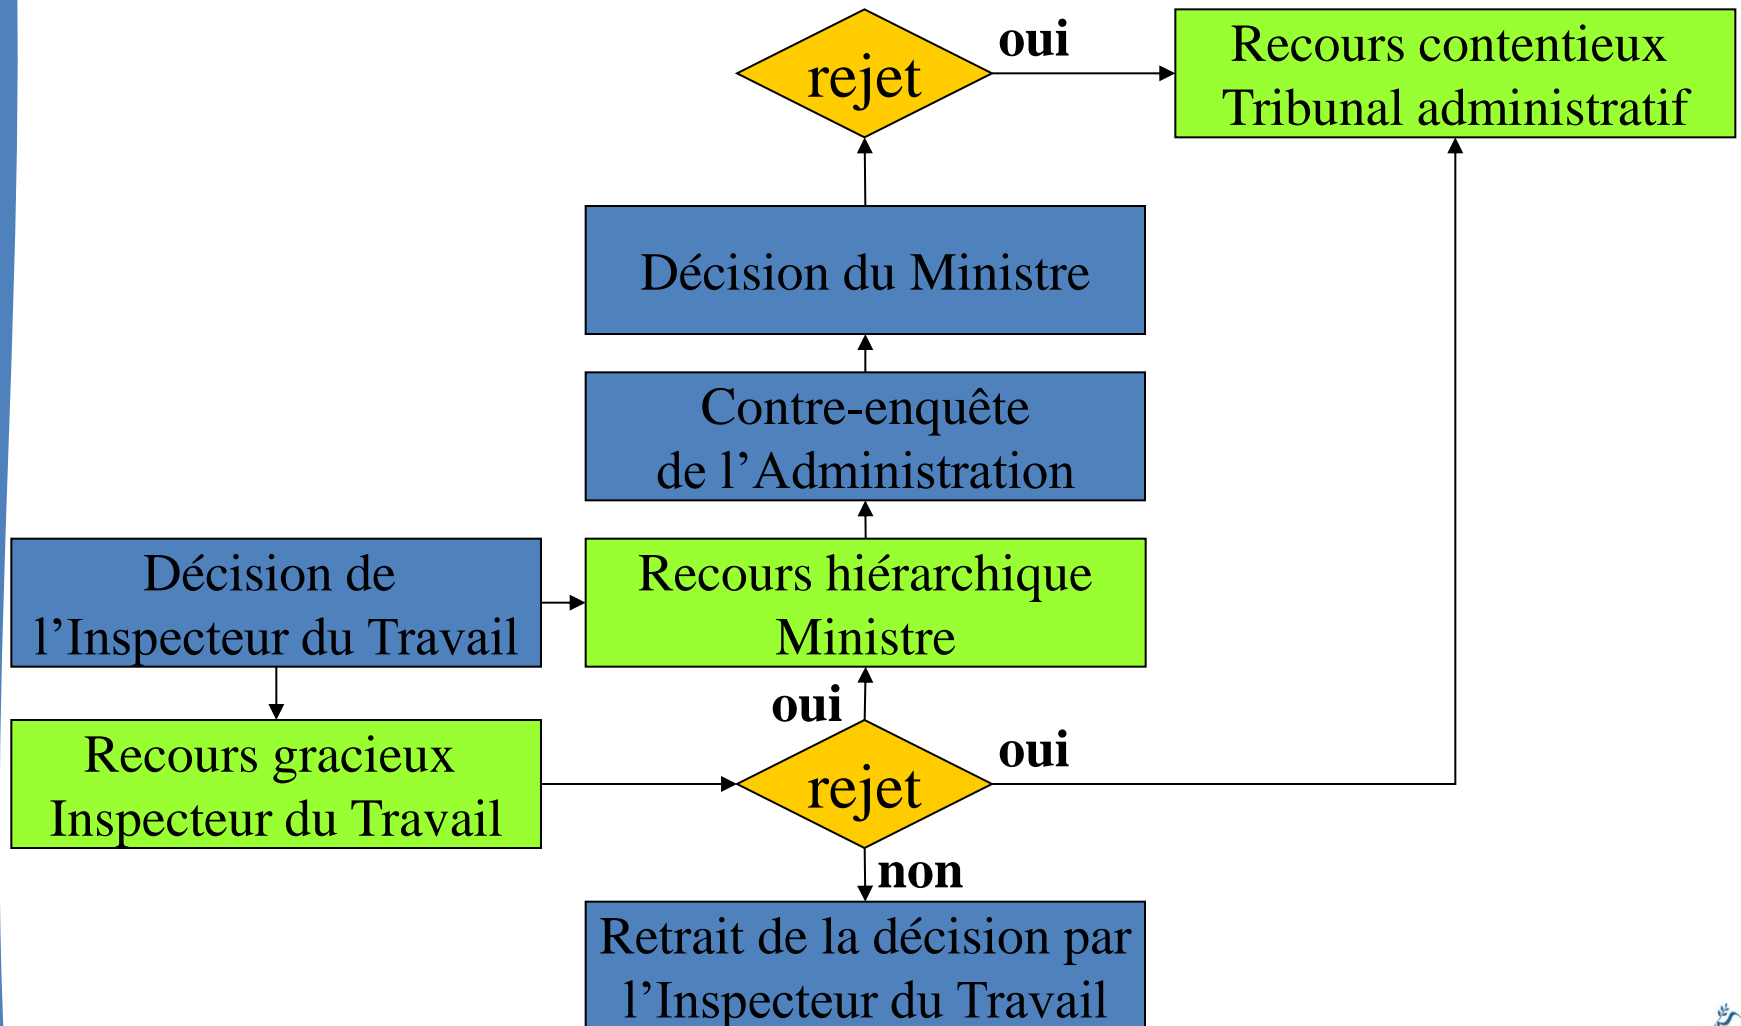 rejet
oui
Recours contentieux
Tribunal administratif
Décision du Ministre
Contre-enquête
de l’Administration
Décision de
l’Inspecteur du Travail
Recours hiérarchique
Ministre
oui
Recours gracieux
Inspecteur du Travail
rejet
oui
non
Retrait de la décision par
l’Inspecteur du Travail